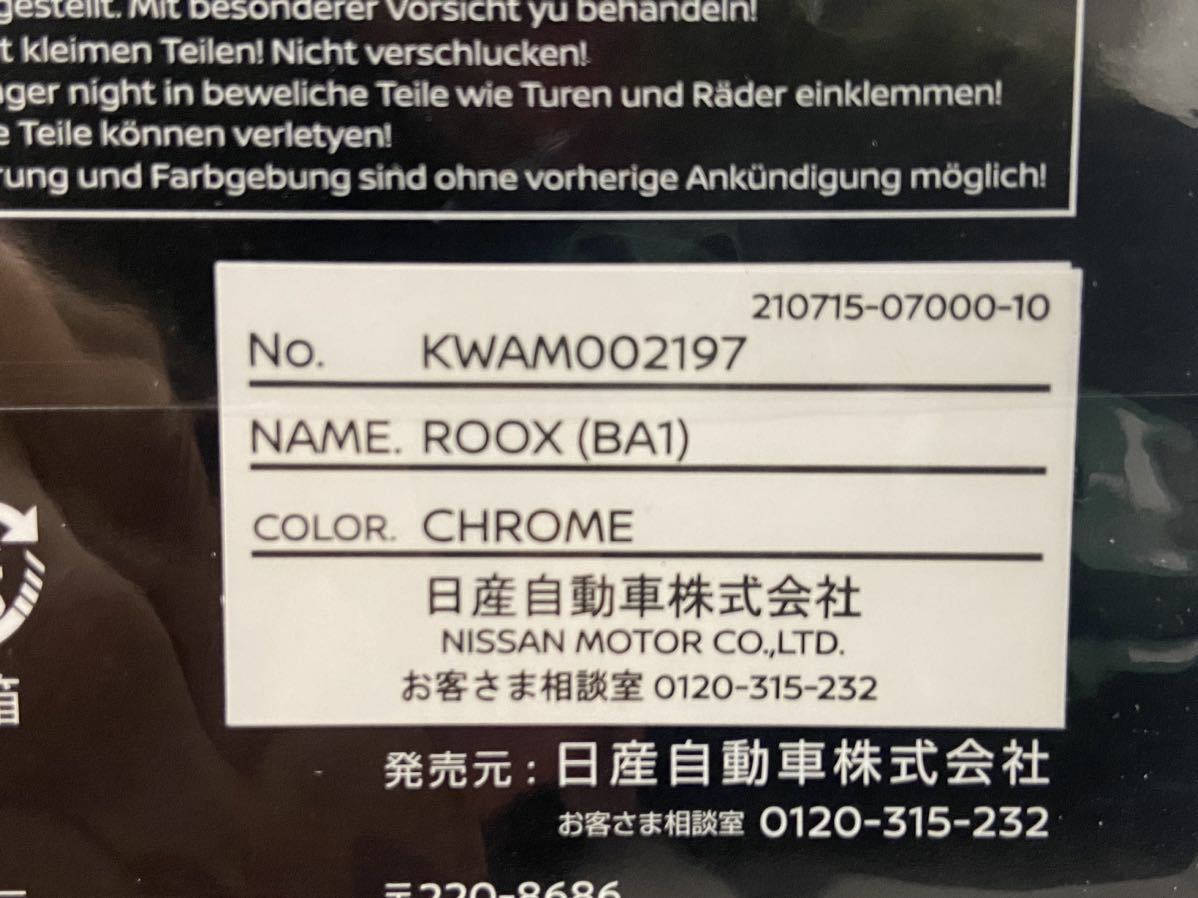 gestellt. Mit besonderer Vorsicht yu behandeln!
t kleimen Teilen! Nicht verschlucken!
ger night in beweliche Teile wie Turen und Räder einklemmen!
e Teile können verletyen!
rung und Farbgebung sind ohne vorherige Ankündigung möglich!
210715-07000-10
No. KWAM002197
NAME. ROOX (BA1)
COLOR. CHROME
日産自動車株式会社
NISSAN MOTOR CO.,LTD.
お客さま相談室 0120-315-232
箱
発売元：日産自動車株式会社
お客さま相談室 0120-315-232
〒220-8686